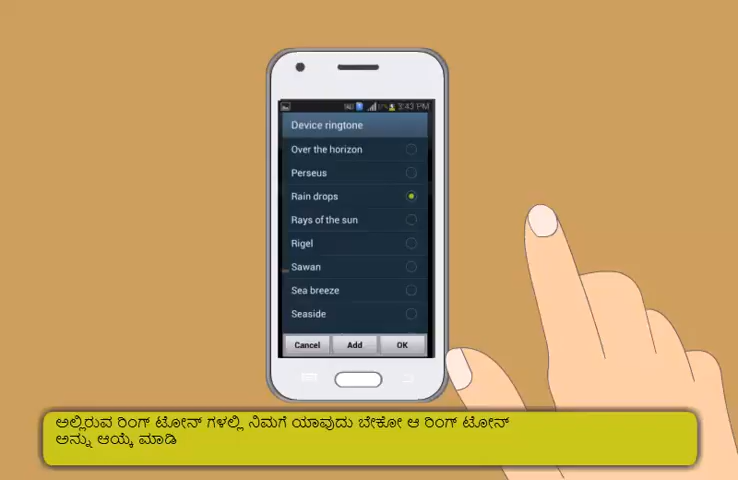 3:43 PM
Device ringtone
Over the horizon
Perseus
Rain drops
Rays of the sun
Rigel
Sawan
Sea breeze
Seaside
Cancel Add OK
ಅಲ್ಲಿರುವ ರಿಂಗ್ ಟೋನ್ ಗಳಲ್ಲಿ ನಿಮಗೆ ಯಾವುದು ಬೇಕೋ ಆ ರಿಂಗ್ ಟೋನ್
ಅನ್ನು ಆಯ್ಕೆ ಮಾಡಿ